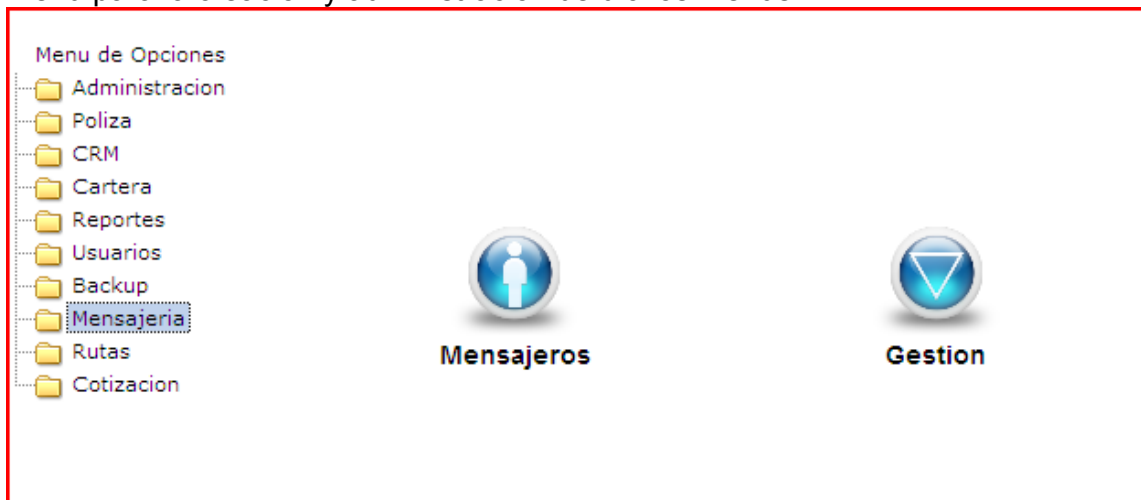 Menu de Opciones
Administracion
Poliza
CRM
Cartera
Reportes
Usuarios
Backup
Mensajeria
Rutas
Cotizacion
Mensajeros
Gestion